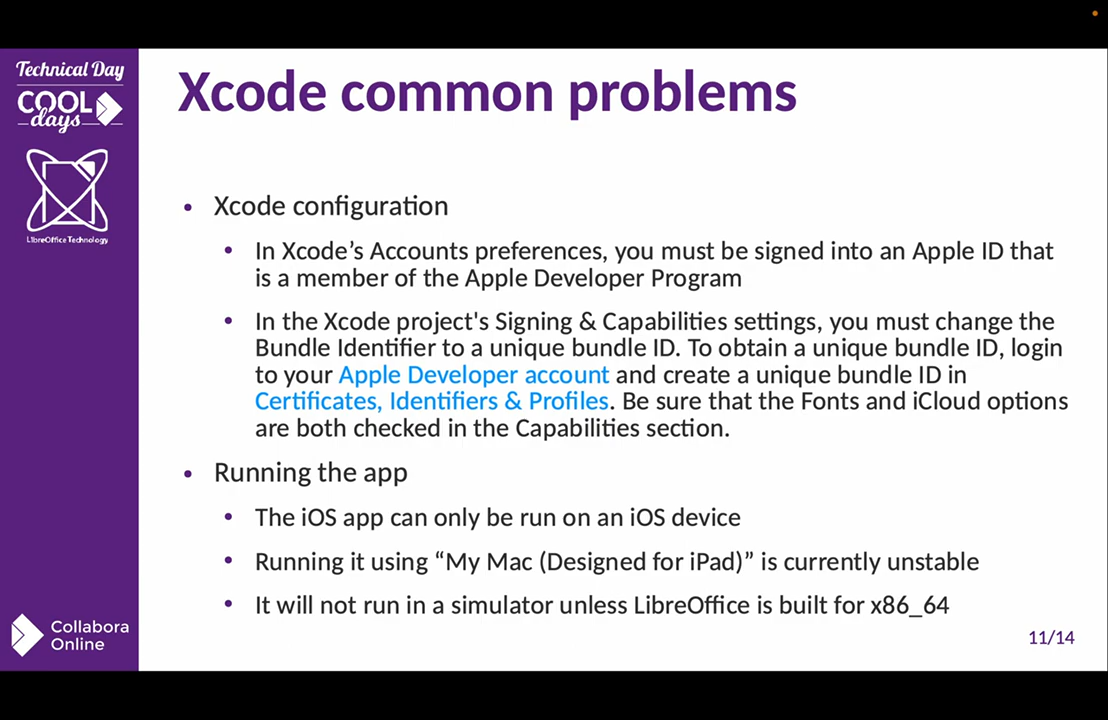 Technical Day
COOL
days
LibreOffice Technology
Xcode common problems
• Xcode configuration
• In Xcode’s Accounts preferences, you must be signed into an Apple ID that
is a member of the Apple Developer Program
• In the Xcode project's Signing & Capabilities settings, you must change the
Bundle Identifier to a unique bundle ID. To obtain a unique bundle ID, login
to your Apple Developer account and create a unique bundle ID in
Certificates, Identifiers & Profiles. Be sure that the Fonts and iCloud options
are both checked in the Capabilities section.
• Running the app
• The iOS app can only be run on an iOS device
• Running it using “My Mac (Designed for iPad)” is currently unstable
• It will not run in a simulator unless LibreOffice is built for x86_64
Collabora
Online
11/14